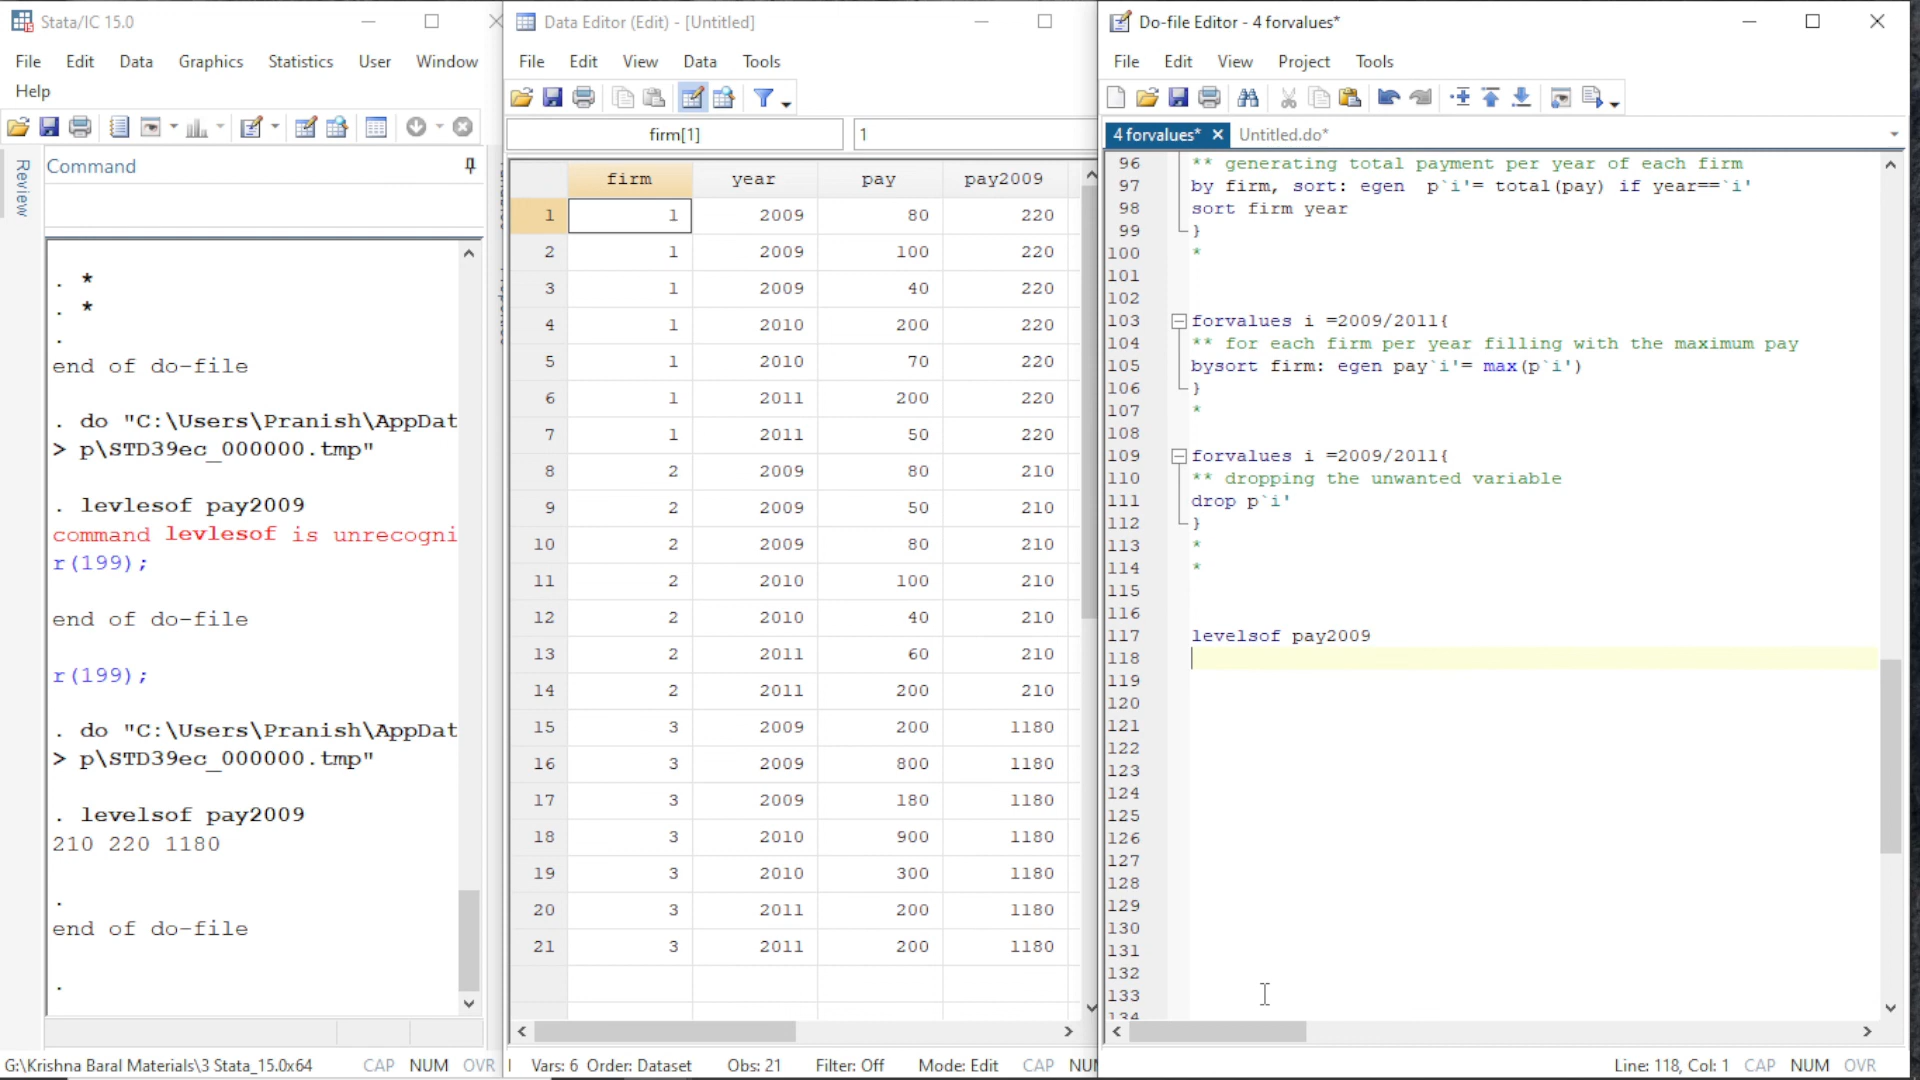 Stata/IC 15.0
File Edit Data Graphics Statistics User Window
Help
Review
Command
. *
. *
.
end of do-file
. do "C:\Users\Pranish\AppDat
> p\STD39ec_000000.tmp"
. levlesof pay2009
command levlesof is unrecogni
r(199);
end of do-file
r(199);
. do "C:\Users\Pranish\AppDat
> p\STD39ec_000000.tmp"
. levelsof pay2009
210 220 1180
.
end of do-file
.
G:\Krishna Baral Materials\3 Stata_15.0x64 CAP NUM OVR
Data Editor (Edit) - [Untitled]
File Edit View Data Tools
firm[1] 1
firm year pay pay2009
1 1 2009 80 220
2 1 2009 100 220
3 1 2009 40 220
4 1 2010 200 220
5 1 2010 70 220
6 1 2011 200 220
7 1 2011 50 220
8 2 2009 80 210
9 2 2009 50 210
10 2 2009 80 210
11 2 2010 100 210
12 2 2010 40 210
13 2 2011 60 210
14 2 2011 200 210
15 3 2009 200 1180
16 3 2009 800 1180
17 3 2009 180 1180
18 3 2010 900 1180
19 3 2010 300 1180
20 3 2011 200 1180
21 3 2011 200 1180
Vars: 6 Order: Dataset Obs: 21 Filter: Off Mode: Edit CAP NU
Do-file Editor - 4 forvalues*
File Edit View Project Tools
4 forvalues* Untitled.do*
96 ** generating total payment per year of each firm
97 by firm, sort: egen p`i'= total(pay) if year==`i'
98 sort firm year
99 }
100 *
101
102
103 forvalues i =2009/2011{
104 ** for each firm per year filling with the maximum pay
105 bysort firm: egen pay`i'= max(p`i')
106 }
107 *
108
109 forvalues i =2009/2011{
110 ** dropping the unwanted variable
111 drop p`i'
112 }
113 *
114 *
115
116
117 levelsof pay2009
118
119
120
121
122
123
124
125
126
127
128
129
130
131
132
133
134
Line: 118, Col: 1 CAP NUM OVR